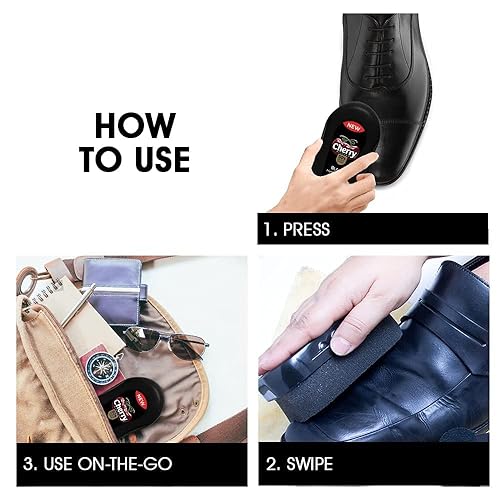 HOW
TO USE
NEW
Cherry
1. PRESS
NEW
Cherry
3. USE ON-THE-GO
2. SWIPE